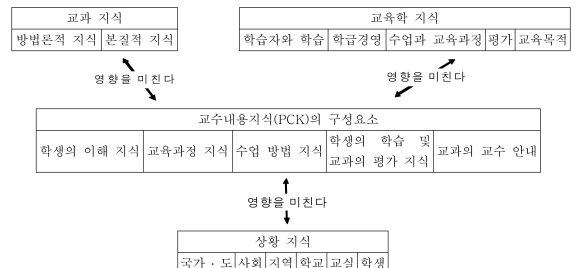 교과 지식
방법론적 지식 본질적 지식
교육학 지식
학습자와 학습 학급경영 수업과 교육과정 평가 교육목적
영향을 미친다
영향을 미친다
교수내용지식(PCK)의 구성요소
학생의 이해 지식 교육과정 지식 수업 방법 지식 학생의 학습 및 교과의 교수 안내
교과의 평가 지식
영향을 미친다
상황 지식
국가 · 도 사회 지역 학교 교실 학생